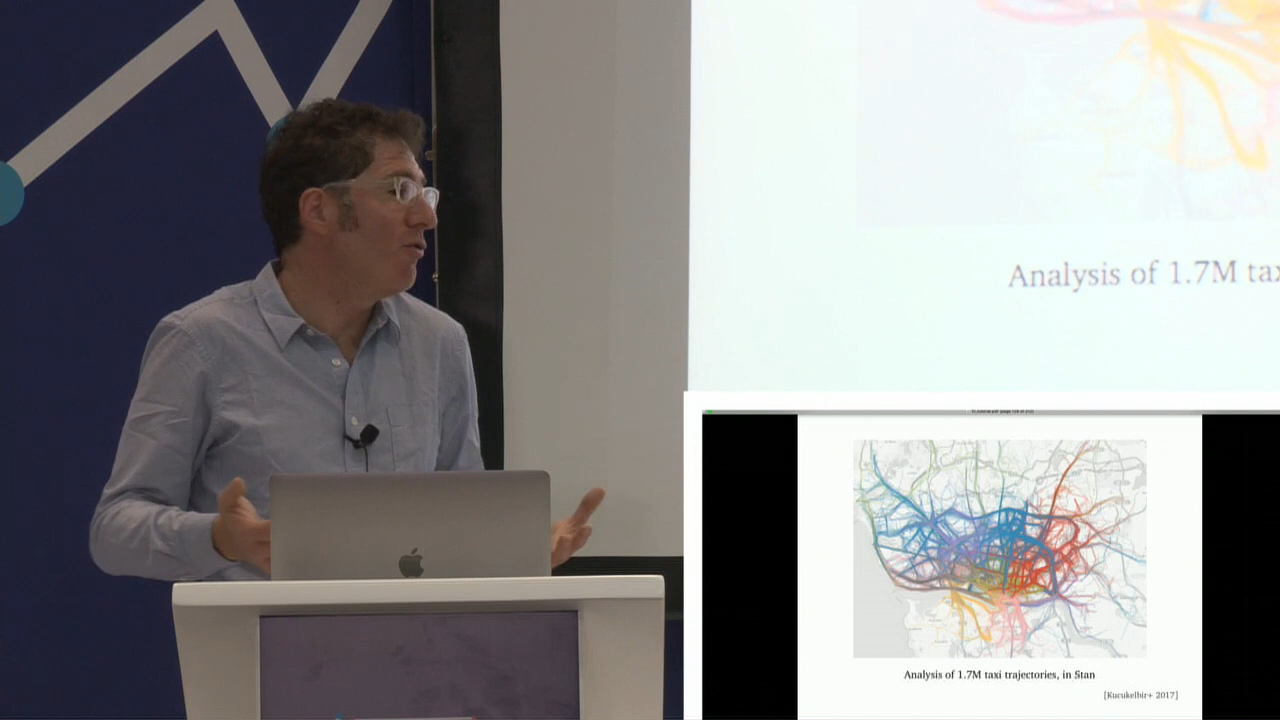 Analysis of 1.7M tax
Analysis of 1.7M taxi trajectories, in Stan
[Kucukelbir+ 2017]